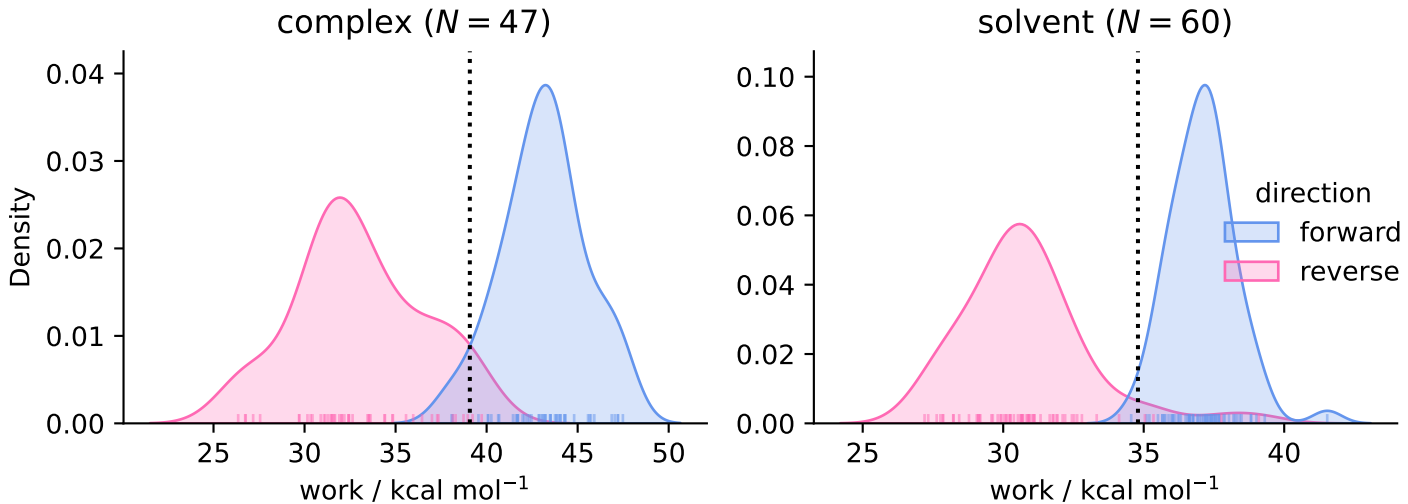 complex (N = 47)
0.04
0.03
0.02
0.01
0.00
Density
25 30 35 40 45 50
work / kcal mol⁻¹
solvent (N = 60)
0.10
0.08
0.06
0.04
0.02
0.00
25 30 35 40
work / kcal mol⁻¹
direction
forward
reverse